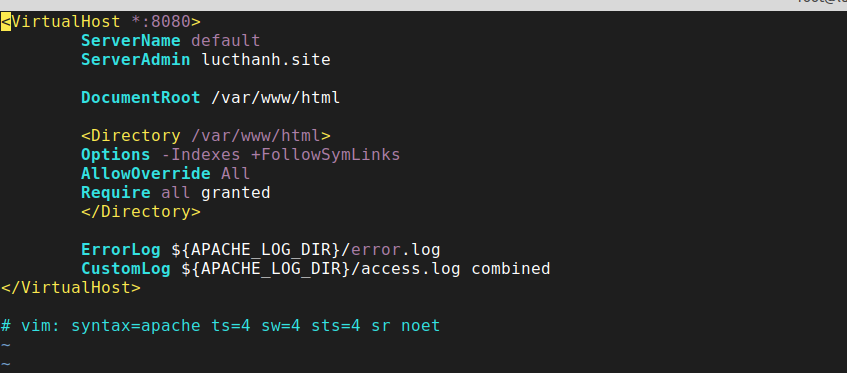 <VirtualHost *:8080>
ServerName default
ServerAdmin lucthanh.site
DocumentRoot /var/www/html
<Directory /var/www/html>
Options -Indexes +FollowSymLinks
AllowOverride All
Require all granted
</Directory>
ErrorLog ${APACHE_LOG_DIR}/error.log
CustomLog ${APACHE_LOG_DIR}/access.log combined
</VirtualHost>
# vim: syntax=apache ts=4 sw=4 sts=4 sr noet
~
~